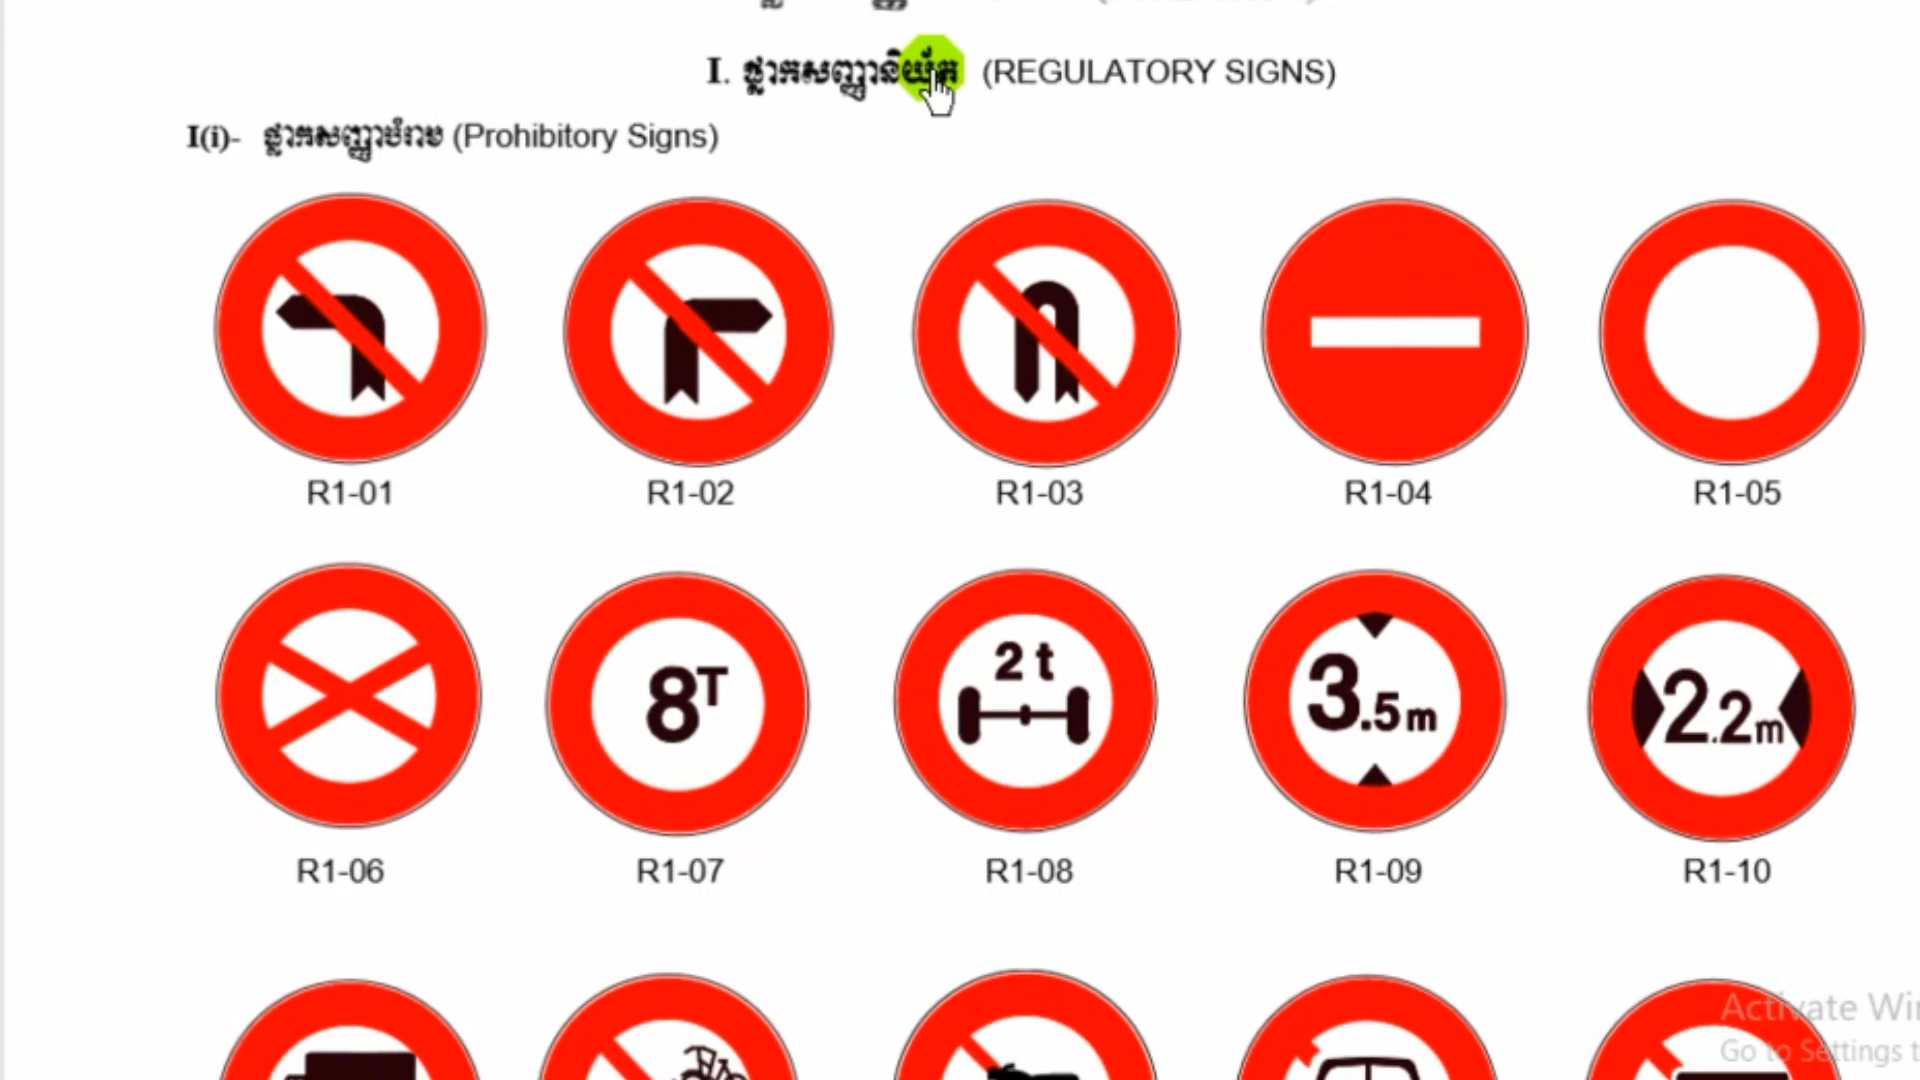 I. ផ្លាកសញ្ញានិយ័ត (REGULATORY SIGNS)
I(i)- ផ្លាកសញ្ញាបំរាម (Prohibitory Signs)
R1-01 R1-02 R1-03 R1-04 R1-05
8T 2 t 3.5m 2.2m
R1-06 R1-07 R1-08 R1-09 R1-10
Activate
Go to Settings